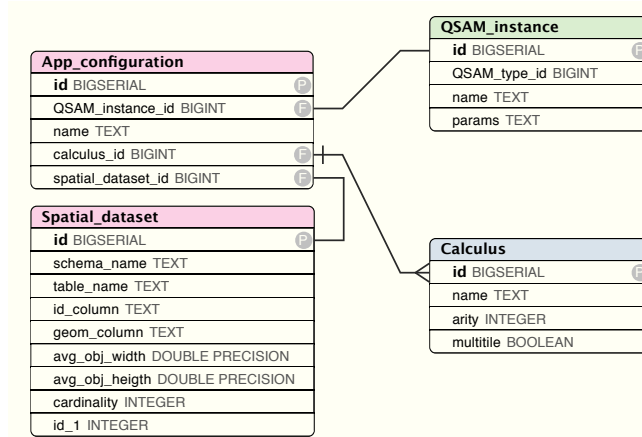 App_configuration
id BIGSERIAL P
QSAM_instance_id BIGINT F
name TEXT
calculus_id BIGINT F
spatial_dataset_id BIGINT F
Spatial_dataset
id BIGSERIAL P
schema_name TEXT
table_name TEXT
id_column TEXT
geom_column TEXT
avg_obj_width DOUBLE PRECISION
avg_obj_heigth DOUBLE PRECISION
cardinality INTEGER
id_1 INTEGER
QSAM_instance
id BIGSERIAL P
QSAM_type_id BIGINT
name TEXT
params TEXT
Calculus
id BIGSERIAL P
name TEXT
arity INTEGER
multitile BOOLEAN